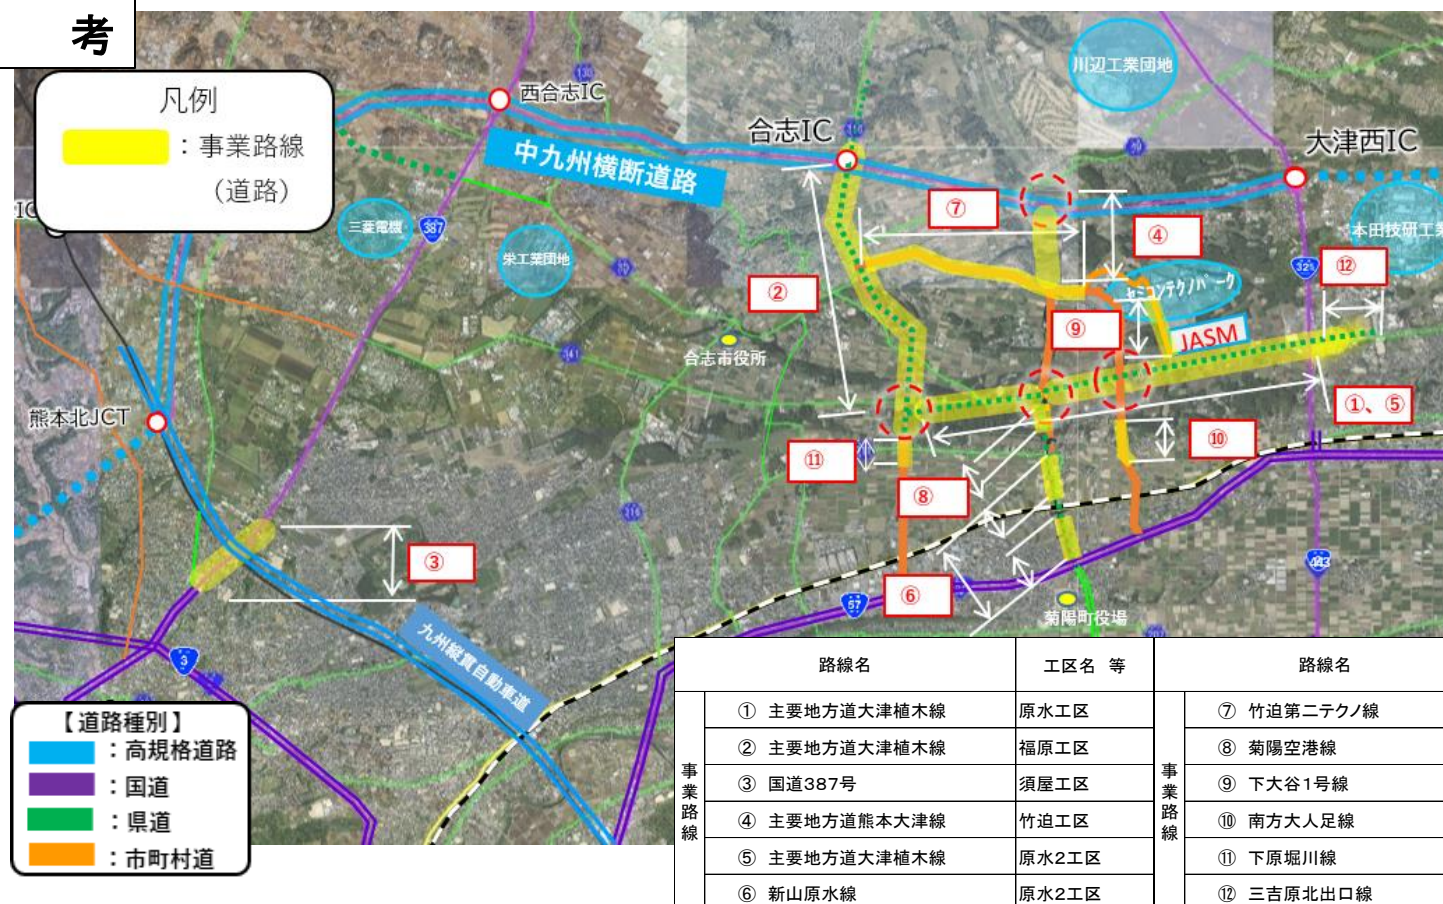 考
凡例
：事業路線
（道路）
西合志IC
合志IC
大津西IC
川辺工業団地
中九州横断道路
IC
三菱電機
387
栄工業団地
本田技研工業
セミコンテクノパーク
325
⑦
④
⑫
②
⑨
JASM
合志市役所
341
316
熊本北JCT
①、⑤
⑩
⑪
⑧
316
③
⑥
57
443
菊陽町役場
九州縦貫自動車道
3
【道路種別】
：高規格道路
：国道
：県道
：市町村道
路線名 工区名 等 路線名
事業路線
① 主要地方道大津植木線 原水工区
② 主要地方道大津植木線 福原工区
③ 国道387号 須屋工区
④ 主要地方道熊本大津線 竹迫工区
⑤ 主要地方道大津植木線 原水2工区
⑥ 新山原水線 原水2工区
事業路線
⑦ 竹迫第二テクノ線
⑧ 菊陽空港線
⑨ 下大谷1号線
⑩ 南方大人足線
⑪ 下原堀川線
⑫ 三吉原北出口線